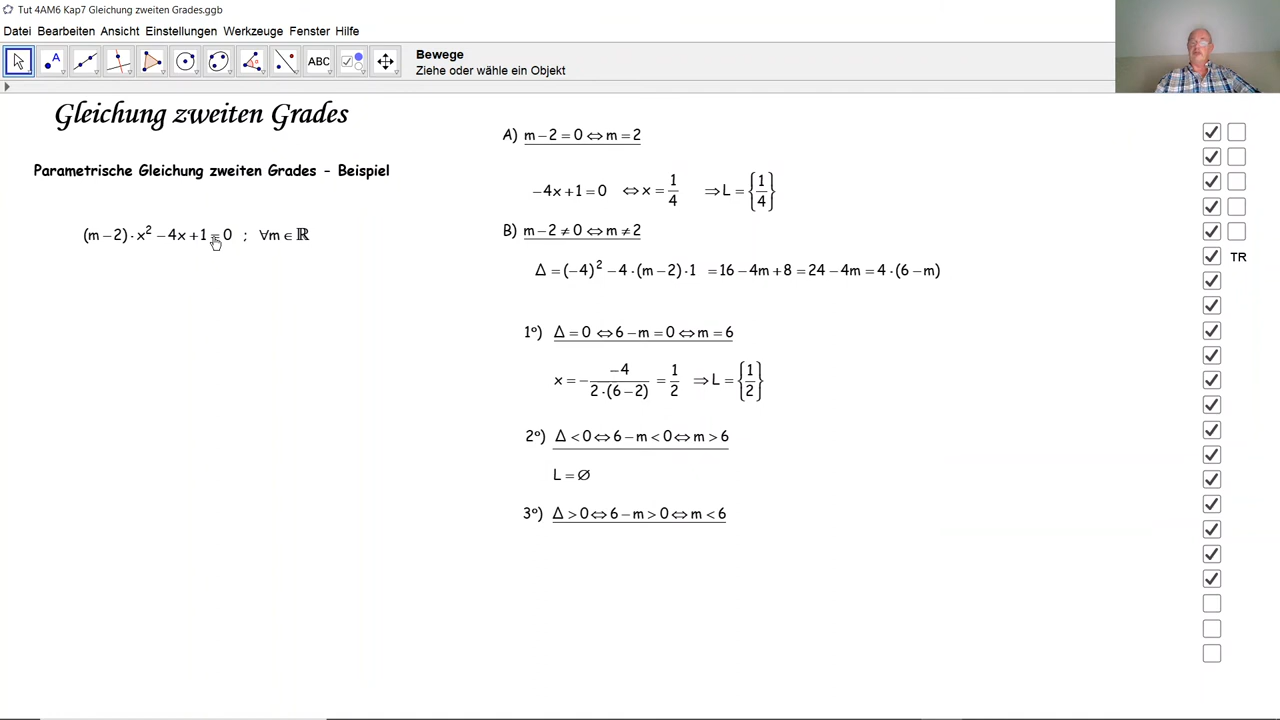 Tut 4AM6 Kap7 Gleichung zweiten Grades.ggb
Datei Bearbeiten Ansicht Einstellungen Werkzeuge Fenster Hilfe
A
ABC
Bewege
Ziehe oder wähle ein Objekt
Gleichung zweiten Grades
Parametrische Gleichung zweiten Grades - Beispiel
(m−2)·x² −4x+1=0 ; ∀m∈ℝ
A) m−2=0⇔m=2
−4x+1=0 ⇔x=1/4 ⇒L={1/4}
B) m−2≠0⇔m≠2
Δ=(−4)²−4·(m−2)·1 =16−4m+8=24−4m=4·(6−m)
1°) Δ=0⇔6−m=0⇔m=6
x=−(−4)/(2·(6−2))=1/2 ⇒L={1/2}
2°) Δ<0⇔6−m<0⇔m>6
L=∅
3°) Δ>0⇔6−m>0⇔m<6
TR